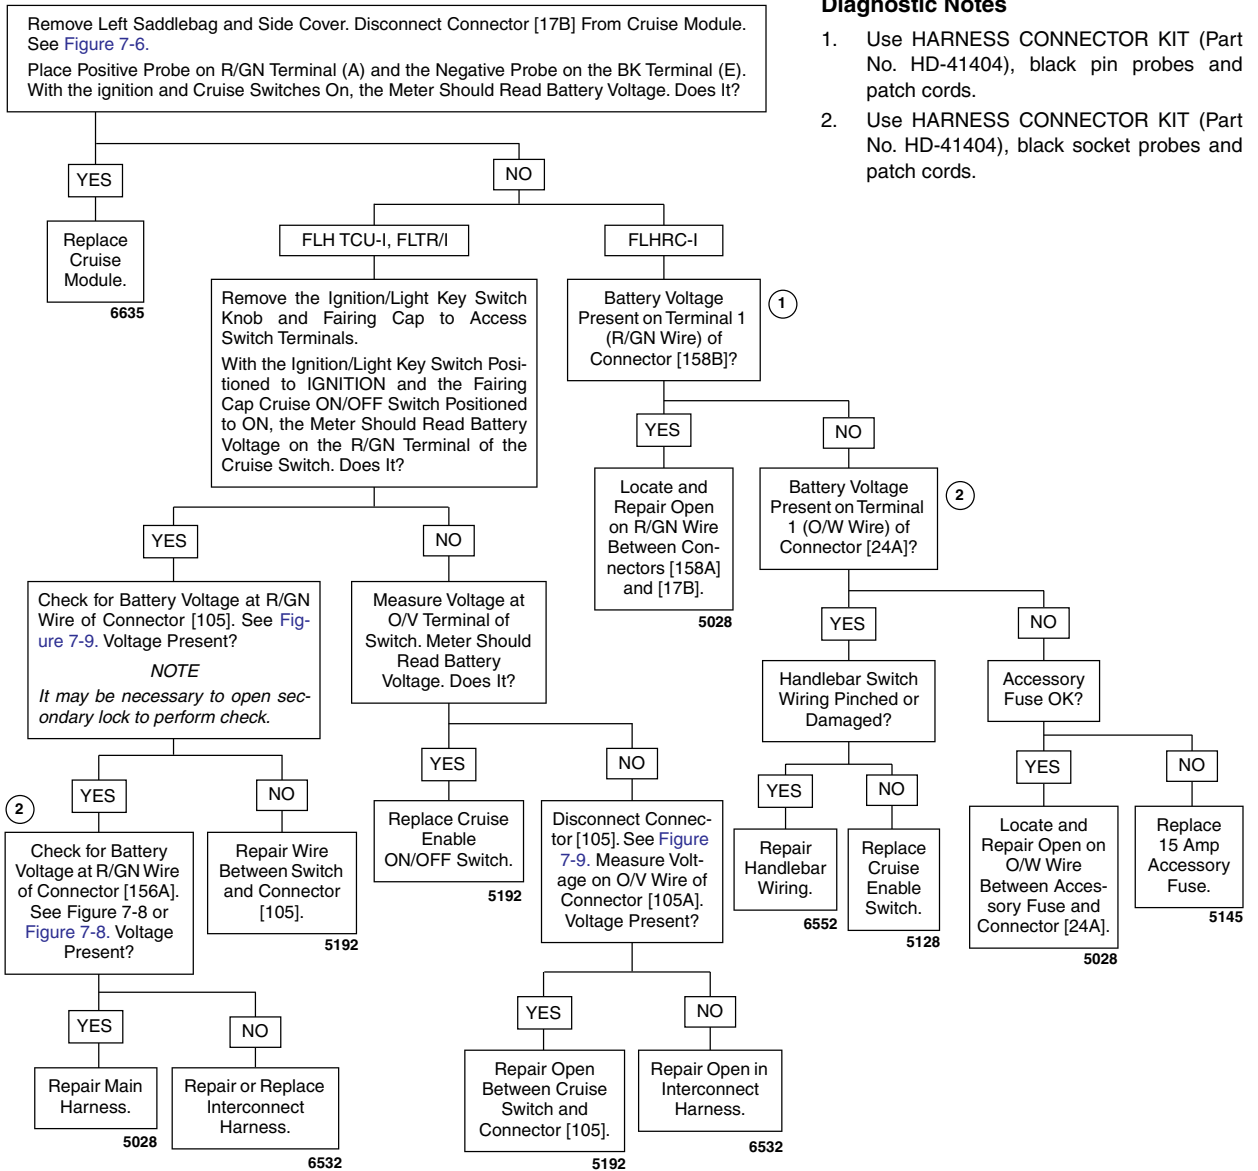 Remove Left Saddlebag and Side Cover. Disconnect Connector [17B] From Cruise Module.
See Figure 7-6.
Place Positive Probe on R/GN Terminal (A) and the Negative Probe on the BK Terminal (E).
With the ignition and Cruise Switches On, the Meter Should Read Battery Voltage. Does It?
Diagnostic Notes
1. Use HARNESS CONNECTOR KIT (Part
No. HD-41404), black pin probes and
patch cords.
2. Use HARNESS CONNECTOR KIT (Part
No. HD-41404), black socket probes and
patch cords.
YES
NO
Replace
Cruise
Module.
6635
FLH TCU-I, FLTR/I
FLHRC-I
Remove the Ignition/Light Key Switch
Knob and Fairing Cap to Access
Switch Terminals.
With the Ignition/Light Key Switch Posi-
tioned to IGNITION and the Fairing
Cap Cruise ON/OFF Switch Positioned
to ON, the Meter Should Read Battery
Voltage on the R/GN Terminal of the
Cruise Switch. Does It?
Battery Voltage
Present on Terminal 1
(R/GN Wire) of
Connector [158B]?
1
YES
NO
Locate and
Repair Open
on R/GN Wire
Between Con-
nectors [158A]
and [17B].
5028
Battery Voltage
Present on Terminal
1 (O/W Wire) of
Connector [24A]?
2
YES
NO
Check for Battery Voltage at R/GN
Wire of Connector [105]. See Fig-
ure 7-9. Voltage Present?
NOTE
It may be necessary to open sec-
ondary lock to perform check.
Measure Voltage at
O/V Terminal of
Switch. Meter Should
Read Battery
Voltage. Does It?
YES
NO
Handlebar Switch
Wiring Pinched or
Damaged?
Accessory
Fuse OK?
YES
NO
YES
NO
YES
NO
YES
NO
2
Check for Battery
Voltage at R/GN Wire
of Connector [156A].
See Figure 7-8 or
Figure 7-8. Voltage
Present?
Repair Wire
Between Switch
and Connector
[105].
5192
Replace Cruise
Enable
ON/OFF Switch.
5192
Disconnect Connec-
tor [105]. See Figure
7-9. Measure Volt-
age on O/V Wire of
Connector [105A].
Voltage Present?
Repair
Handlebar
Wiring.
6552
Replace
Cruise
Enable
Switch.
5128
Locate and
Repair Open on
O/W Wire
Between Acces-
sory Fuse and
Connector [24A].
5028
Replace
15 Amp
Accessory
Fuse.
5145
YES
NO
YES
NO
Repair Main
Harness.
5028
Repair or Replace
Interconnect
Harness.
6532
Repair Open
Between Cruise
Switch and
Connector [105].
5192
Repair Open in
Interconnect
Harness.
6532